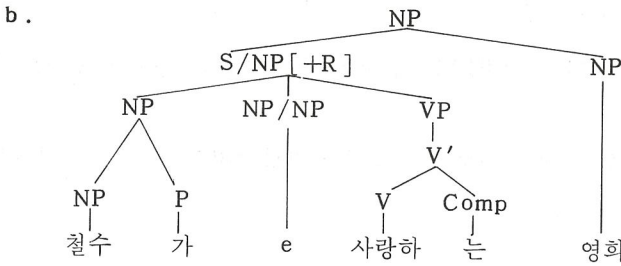 b. NP
S/NP[+R] NP
NP NP/NP VP
V′
NP P V Comp
철수 가 e 사랑하 는 영희